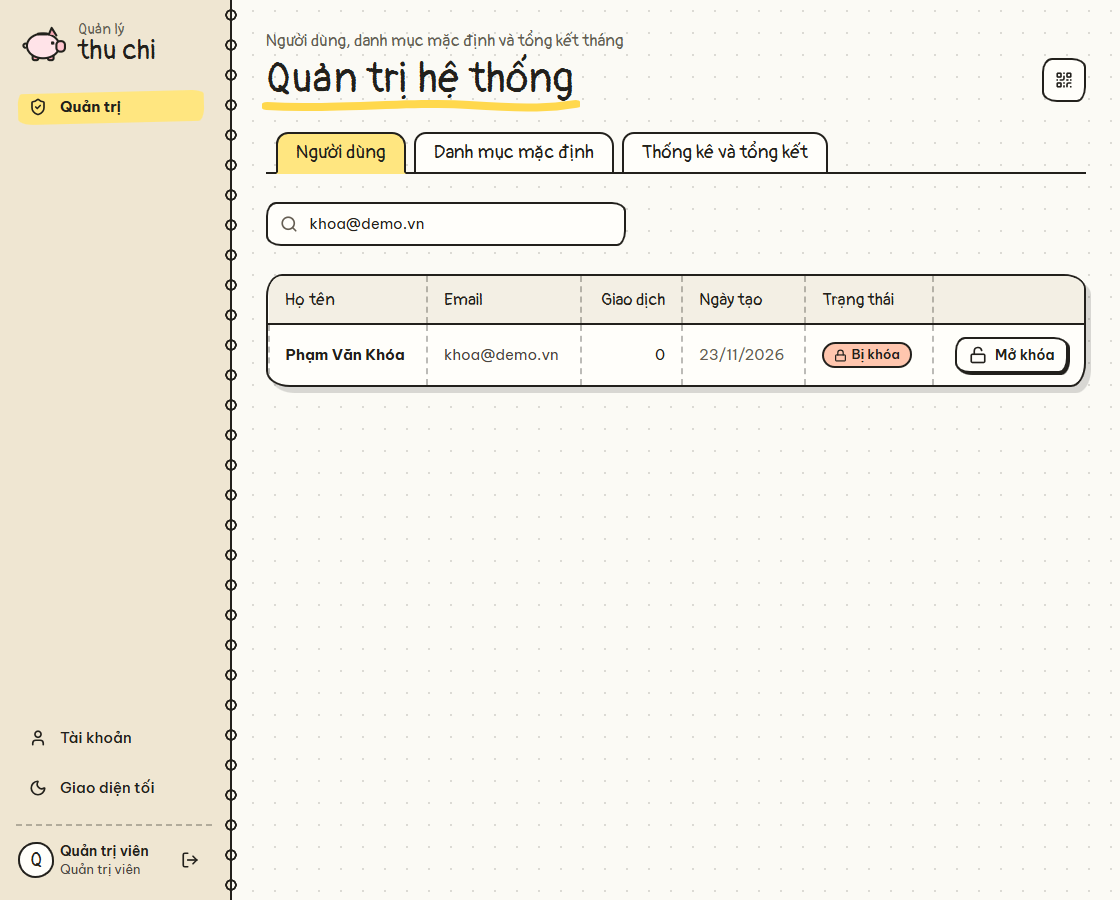 Quản lý
thu chi
Quản trị
Tài khoản
Giao diện tối
Q
Quản trị viên
Quản trị viên
Người dùng, danh mục mặc định và tổng kết tháng
Quản trị hệ thống
Người dùng
Danh mục mặc định
Thống kê và tổng kết
khoa@demo.vn
Họ tên Email Giao dịch Ngày tạo Trạng thái
Phạm Văn Khóa khoa@demo.vn 0 23/11/2026 Bị khóa Mở khóa